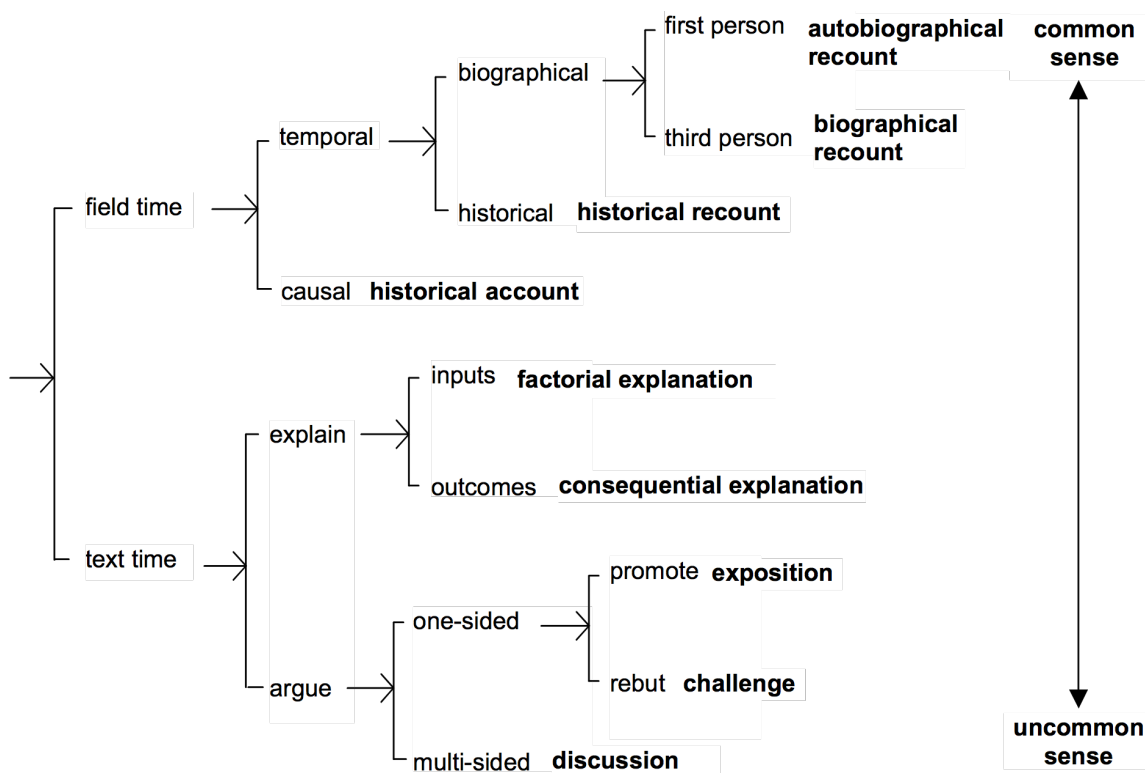 first person autobiographical recount common sense
biographical
temporal
third person biographical recount
field time
historical historical recount
causal historical account
inputs factorial explanation
explain
outcomes consequential explanation
text time
promote exposition
one-sided
argue
rebut challenge
uncommon sense
multi-sided discussion